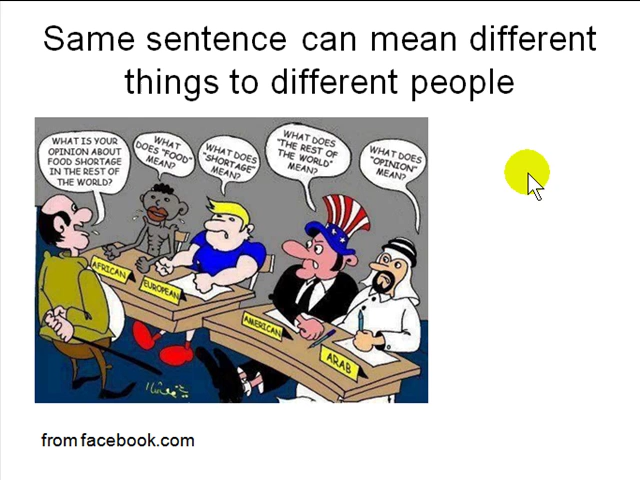 Same sentence can mean different
things to different people
WHAT IS YOUR
OPINION ABOUT
FOOD SHORTAGE
IN THE REST OF
THE WORLD?
WHAT
DOES "FOOD"
MEAN?
WHAT DOES
"SHORTAGE"
MEAN?
WHAT DOES
"THE REST OF
THE WORLD"
MEAN?
WHAT DOES
"OPINION"
MEAN?
AFRICAN
EUROPEAN
AMERICAN
ARAB
from facebook.com